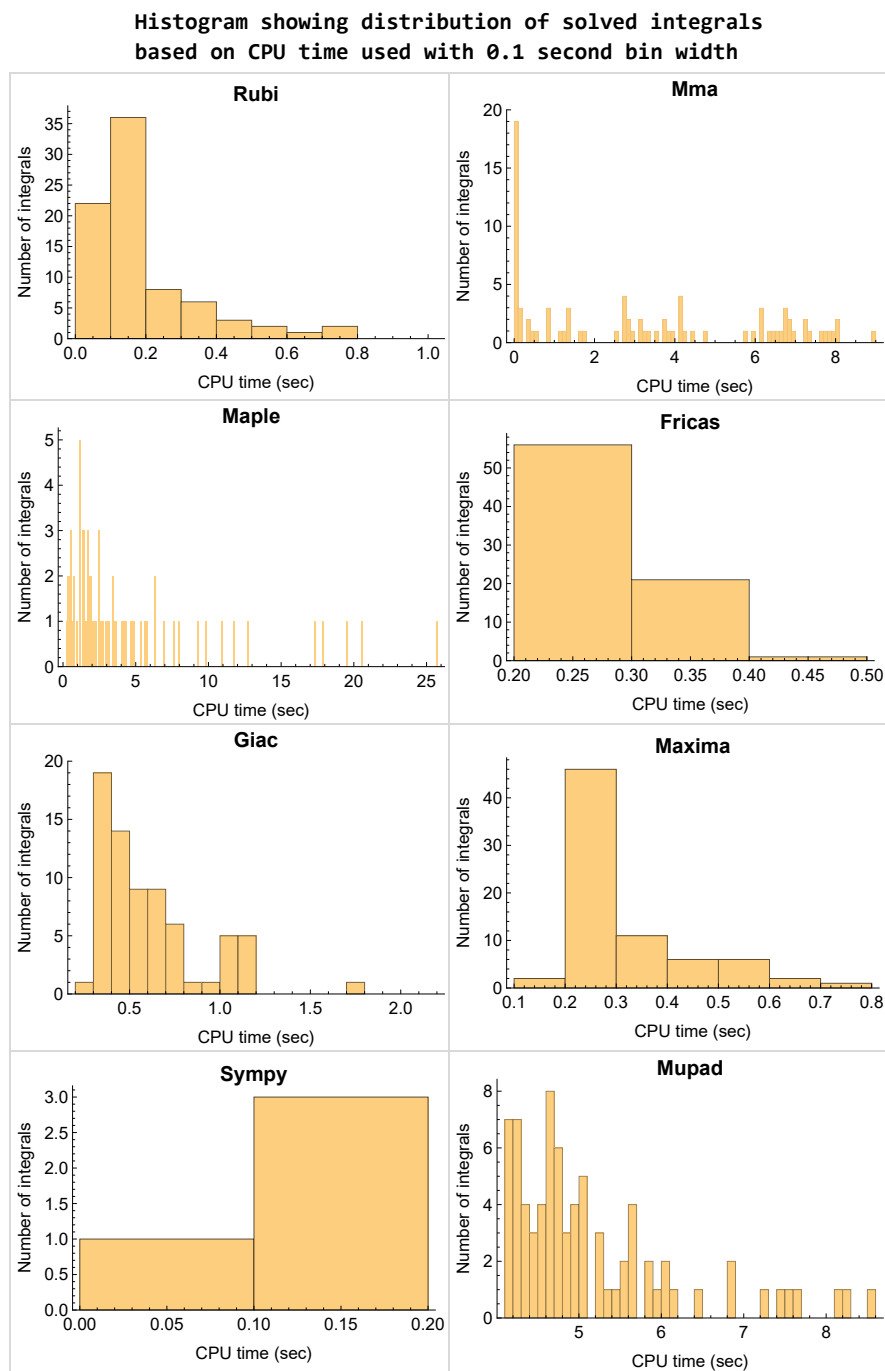 Histogram showing distribution of solved integrals
based on CPU time used with 0.1 second bin width
Rubi
Number of integrals
35
30
25
20
15
10
5
0
0.0 0.2 0.4 0.6 0.8 1.0
CPU time (sec)
Mma
Number of integrals
20
15
10
5
0
0 2 4 6 8
CPU time (sec)
Maple
Number of integrals
5
4
3
2
1
0
0 5 10 15 20 25
CPU time (sec)
Fricas
Number of integrals
50
40
30
20
10
0
0.20 0.25 0.30 0.35 0.40 0.45 0.50
CPU time (sec)
Giac
Number of integrals
20
15
10
5
0
0.5 1.0 1.5 2.0
CPU time (sec)
Maxima
Number of integrals
40
30
20
10
0
0.1 0.2 0.3 0.4 0.5 0.6 0.7 0.8
CPU time (sec)
Sympy
Number of integrals
3.0
2.5
2.0
1.5
1.0
0.5
0.0
0.00 0.05 0.10 0.15 0.20
CPU time (sec)
Mupad
Number of integrals
8
6
4
2
0
5 6 7 8
CPU time (sec)